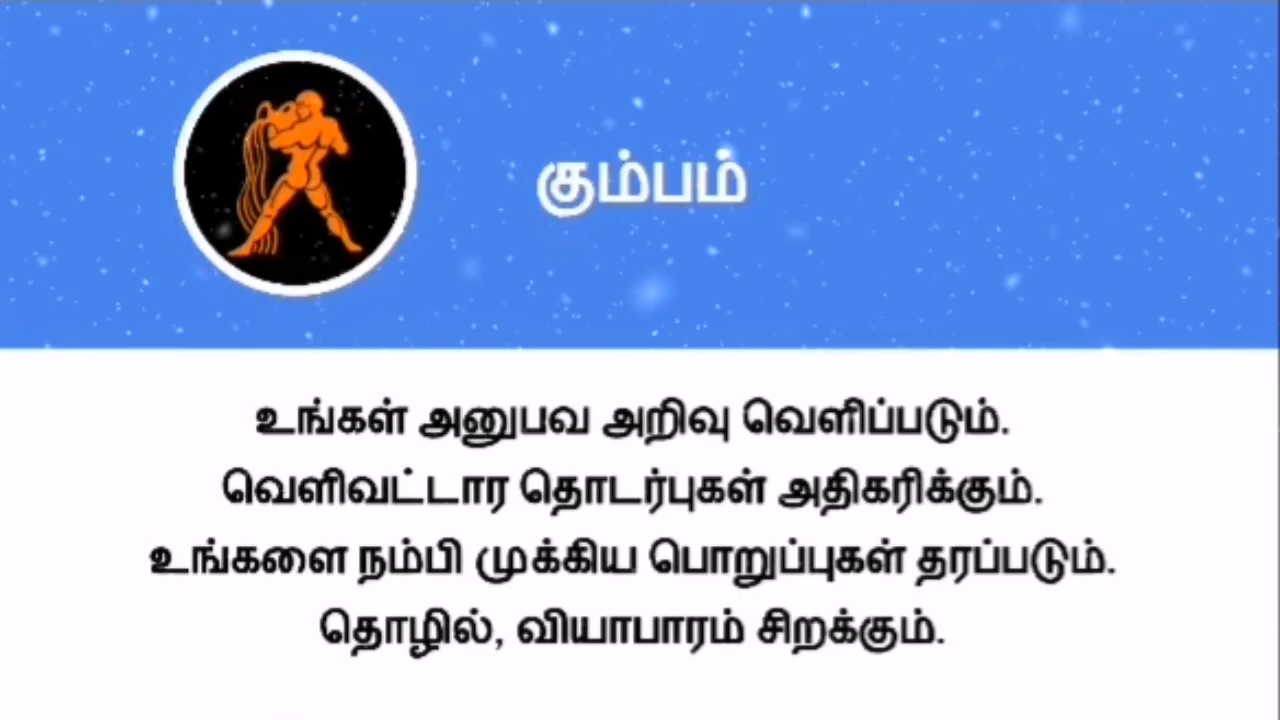 கும்பம்
உங்கள் அனுபவ அறிவு வெளிப்படும்.
வெளிவட்டார தொடர்புகள் அதிகரிக்கும்.
உங்களை நம்பி முக்கிய பொறுப்புகள் தரப்படும்.
தொழில், வியாபாரம் சிறக்கும்.